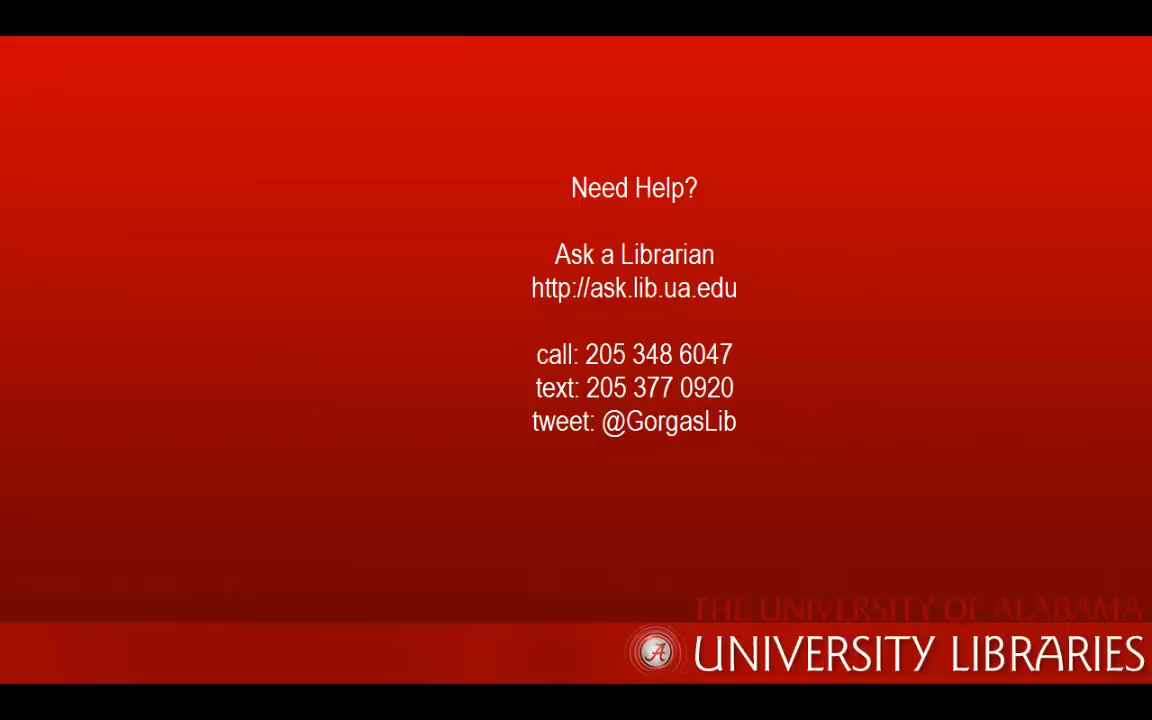 Need Help?
Ask a Librarian
http://ask.lib.ua.edu
call: 205 348 6047
text: 205 377 0920
tweet: @GorgasLib
THE UNIVERSITY OF ALABAMA
A UNIVERSITY LIBRARIES